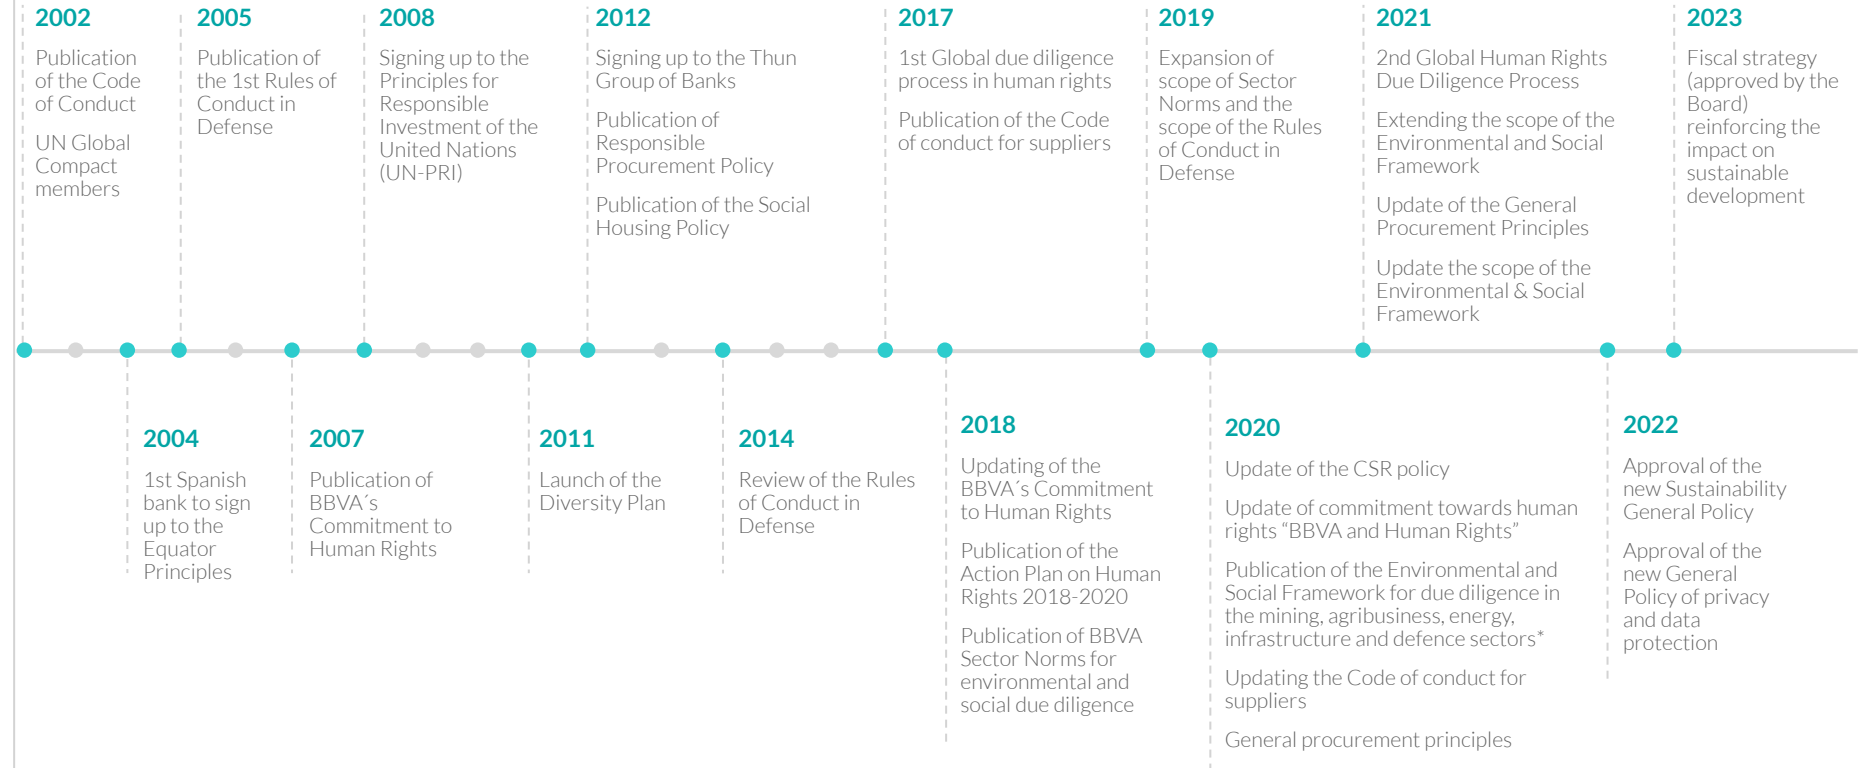 2002
Publication
of the Code
of Conduct
UN Global
Compact
members
2005
Publication of
the 1st Rules of
Conduct in
Defense
2008
Signing up to the
Principles for
Responsible
Investment of the
United Nations
(UN-PRI)
2012
Signing up to the Thun
Group of Banks
Publication of
Responsible
Procurement Policy
Publication of the Social
Housing Policy
2017
1st Global due diligence
process in human rights
Publication of the Code
of conduct for suppliers
2019
Expansion of
scope of Sector
Norms and the
scope of the Rules
of Conduct in
Defense
2021
2nd Global Human Rights
Due Diligence Process
Extending the scope of the
Environmental and Social
Framework
Update of the General
Procurement Principles
Update the scope of the
Environmental & Social
Framework
2023
Fiscal strategy
(approved by the
Board)
reinforcing the
impact on
sustainable
development
2004
1st Spanish
bank to sign
up to the
Equator
Principles
2007
Publication of
BBVA´s
Commitment to
Human Rights
2011
Launch of the
Diversity Plan
2014
Review of the Rules
of Conduct in
Defense
2018
Updating of the
BBVA´s Commitment
to Human Rights
Publication of the
Action Plan on Human
Rights 2018-2020
Publication of BBVA
Sector Norms for
environmental and
social due diligence
2020
Update of the CSR policy
Update of commitment towards human
rights “BBVA and Human Rights”
Publication of the Environmental and
Social Framework for due diligence in
the mining, agribusiness, energy,
infrastructure and defence sectors*
Updating the Code of conduct for
suppliers
General procurement principles
2022
Approval of the
new Sustainability
General Policy
Approval of the
new General
Policy of privacy
and data
protection